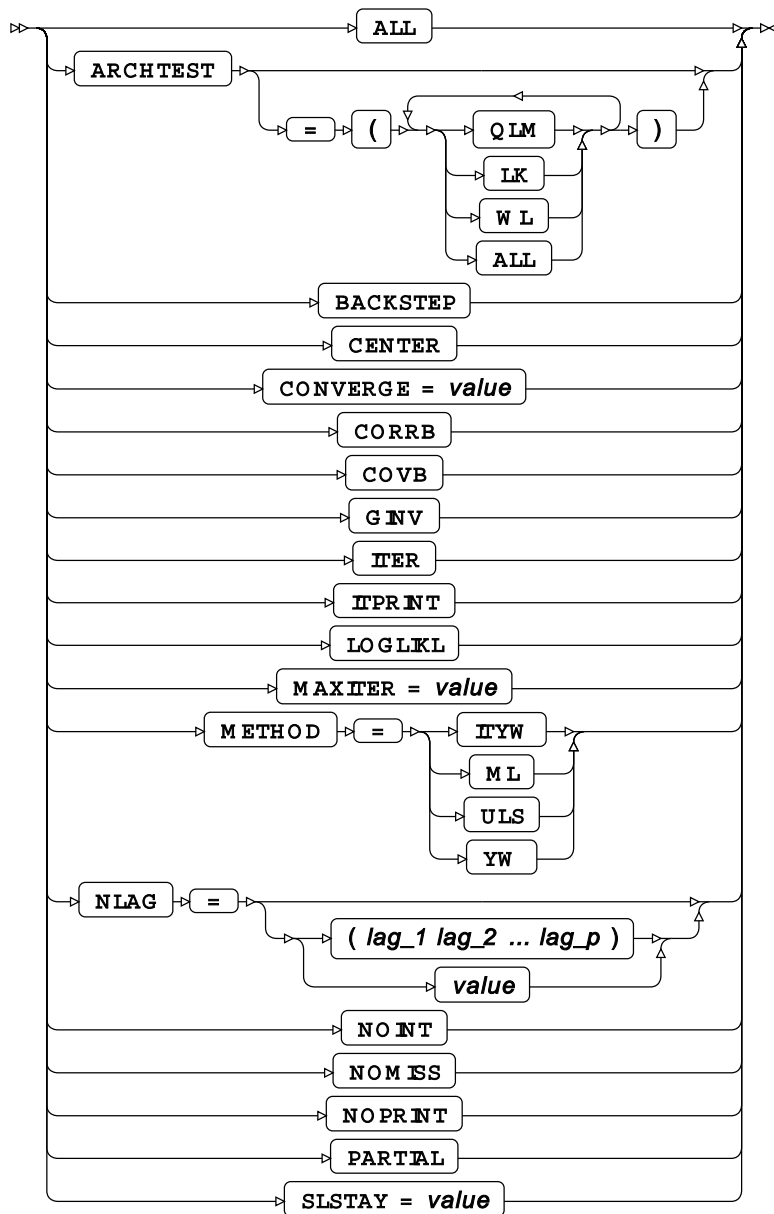 ALL
ARCHTEST
= ( QLM )
LK
WL
ALL
BACKSTEP
CENTER
CONVERGE = value
CORRB
COVB
GINV
ITER
ITPRINT
LOGLIKL
MAXITER = value
METHOD = ITYW
ML
ULS
YW
NLAG =
( lag_1 lag_2 ... lag_p )
value
NOINT
NOMISS
NOPRINT
PARTIAL
SLSTAY = value